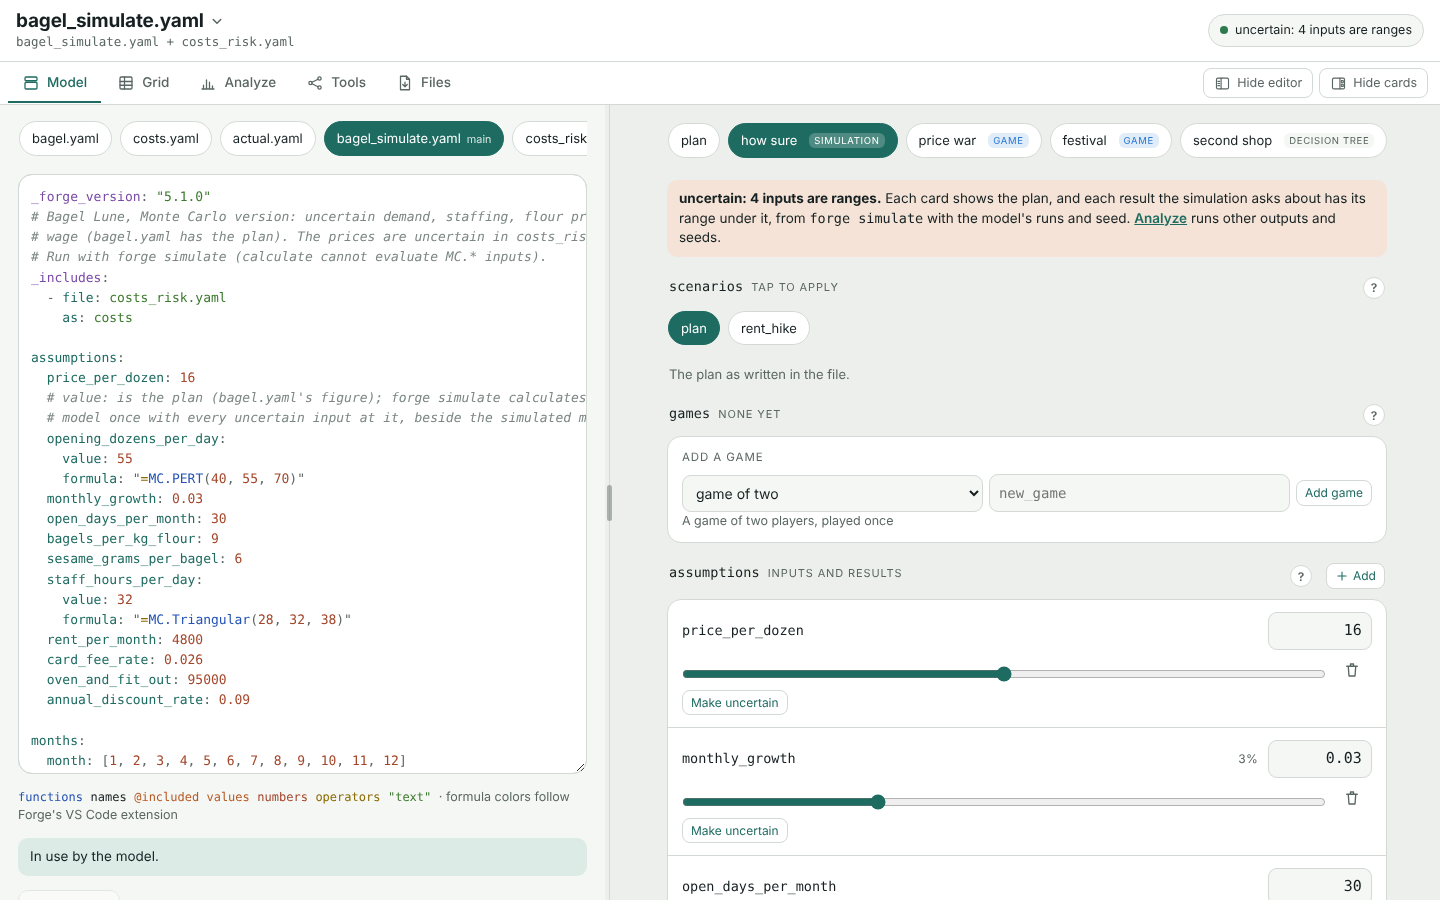 bagel_simulate.yaml
bagel_simulate.yaml + costs_risk.yaml
uncertain: 4 inputs are ranges
Model
Grid
Analyze
Tools
Files
Hide editor
Hide cards
bagel.yaml
costs.yaml
actual.yaml
bagel_simulate.yaml main
costs_risk
_forge_version: "5.1.0"
# Bagel Lune, Monte Carlo version: uncertain demand, staffing, flour pr
# wage (bagel.yaml has the plan). The prices are uncertain in costs_ris
# Run with forge simulate (calculate cannot evaluate MC.* inputs).
_includes:
- file: costs_risk.yaml
as: costs
assumptions:
price_per_dozen: 16
# value: is the plan (bagel.yaml's figure); forge simulate calculates
# model once with every uncertain input at it, beside the simulated m
opening_dozens_per_day:
value: 55
formula: "=MC.PERT(40, 55, 70)"
monthly_growth: 0.03
open_days_per_month: 30
bagels_per_kg_flour: 9
sesame_grams_per_bagel: 6
staff_hours_per_day:
value: 32
formula: "=MC.Triangular(28, 32, 38)"
rent_per_month: 4800
card_fee_rate: 0.026
oven_and_fit_out: 95000
annual_discount_rate: 0.09
months:
month: [1, 2, 3, 4, 5, 6, 7, 8, 9, 10, 11, 12]
functions names @included values numbers operators "text" · formula colors follow
Forge's VS Code extension
In use by the model.
plan
how sure SIMULATION
price war GAME
festival GAME
second shop DECISION TREE
uncertain: 4 inputs are ranges. Each card shows the plan, and each result the simulation asks about has its
range under it, from forge simulate with the model's runs and seed. Analyze runs other outputs and
seeds.
scenarios TAP TO APPLY
?
plan
rent_hike
The plan as written in the file.
games NONE YET
?
ADD A GAME
game of two
new_game
Add game
A game of two players, played once
assumptions INPUTS AND RESULTS
?
+ Add
price_per_dozen
16
Make uncertain
monthly_growth
3%
0.03
Make uncertain
open_days_per_month
30